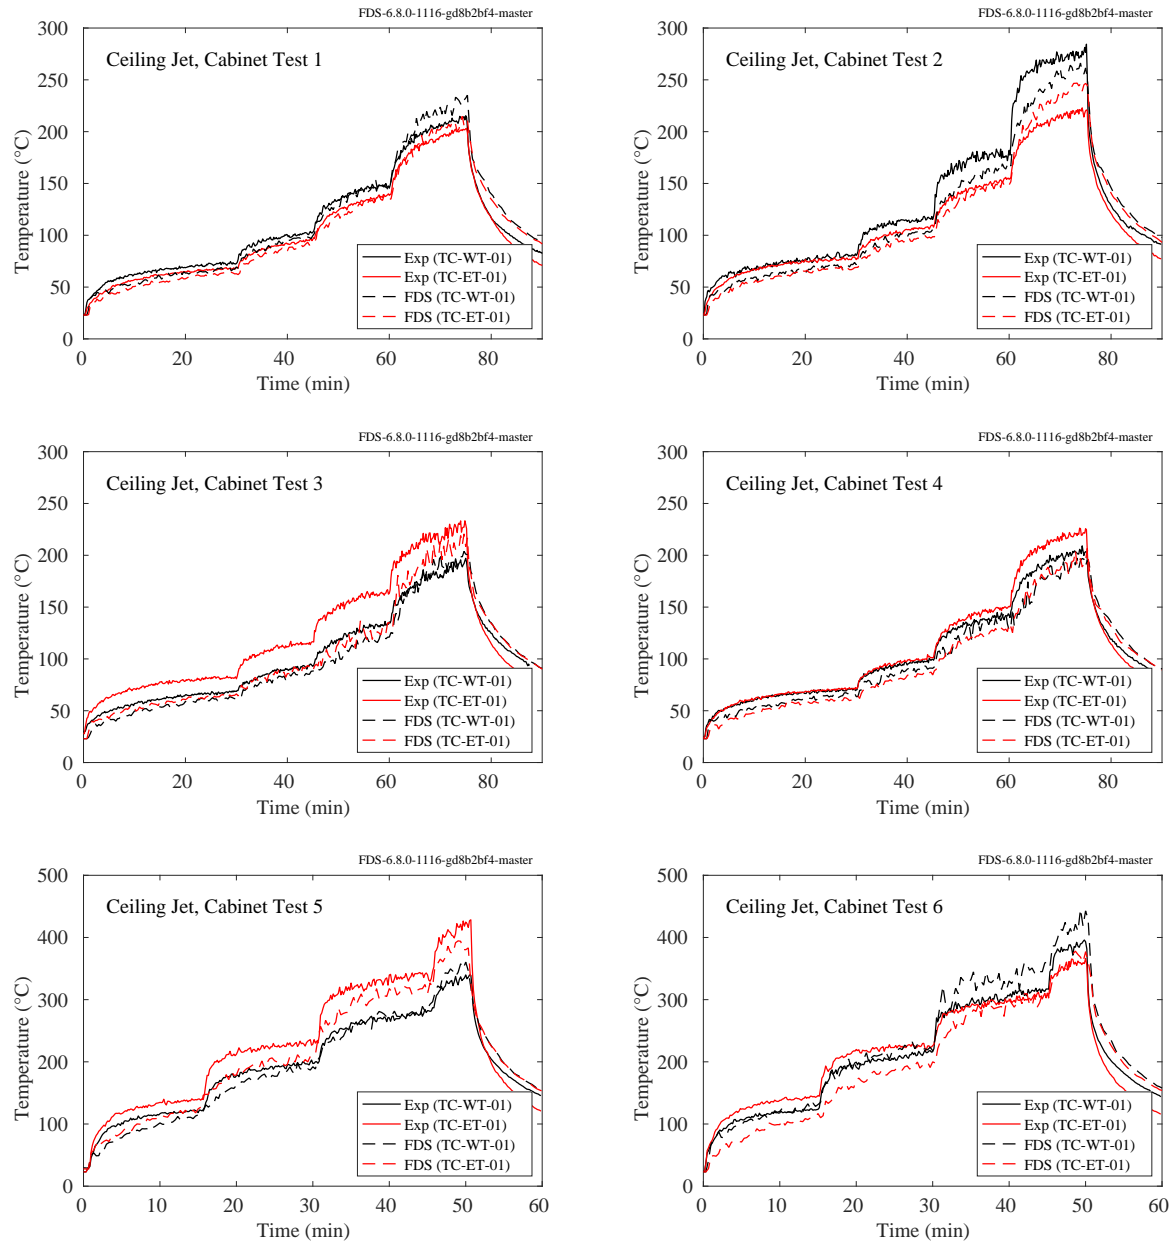 FDS-6.8.0-1116-gd8b2bf4-master
Ceiling Jet, Cabinet Test 1
300
250
200
150
100
50
0
Temperature (°C)
Exp (TC-WT-01)
Exp (TC-ET-01)
FDS (TC-WT-01)
FDS (TC-ET-01)
0 20 40 60 80
Time (min)
FDS-6.8.0-1116-gd8b2bf4-master
Ceiling Jet, Cabinet Test 2
300
250
200
150
100
50
0
Temperature (°C)
Exp (TC-WT-01)
Exp (TC-ET-01)
FDS (TC-WT-01)
FDS (TC-ET-01)
0 20 40 60 80
Time (min)
FDS-6.8.0-1116-gd8b2bf4-master
Ceiling Jet, Cabinet Test 3
300
250
200
150
100
50
0
Temperature (°C)
Exp (TC-WT-01)
Exp (TC-ET-01)
FDS (TC-WT-01)
FDS (TC-ET-01)
0 20 40 60 80
Time (min)
FDS-6.8.0-1116-gd8b2bf4-master
Ceiling Jet, Cabinet Test 4
300
250
200
150
100
50
0
Temperature (°C)
Exp (TC-WT-01)
Exp (TC-ET-01)
FDS (TC-WT-01)
FDS (TC-ET-01)
0 20 40 60 80
Time (min)
FDS-6.8.0-1116-gd8b2bf4-master
Ceiling Jet, Cabinet Test 5
500
400
300
200
100
0
Temperature (°C)
Exp (TC-WT-01)
Exp (TC-ET-01)
FDS (TC-WT-01)
FDS (TC-ET-01)
0 10 20 30 40 50 60
Time (min)
FDS-6.8.0-1116-gd8b2bf4-master
Ceiling Jet, Cabinet Test 6
500
400
300
200
100
0
Temperature (°C)
Exp (TC-WT-01)
Exp (TC-ET-01)
FDS (TC-WT-01)
FDS (TC-ET-01)
0 10 20 30 40 50 60
Time (min)